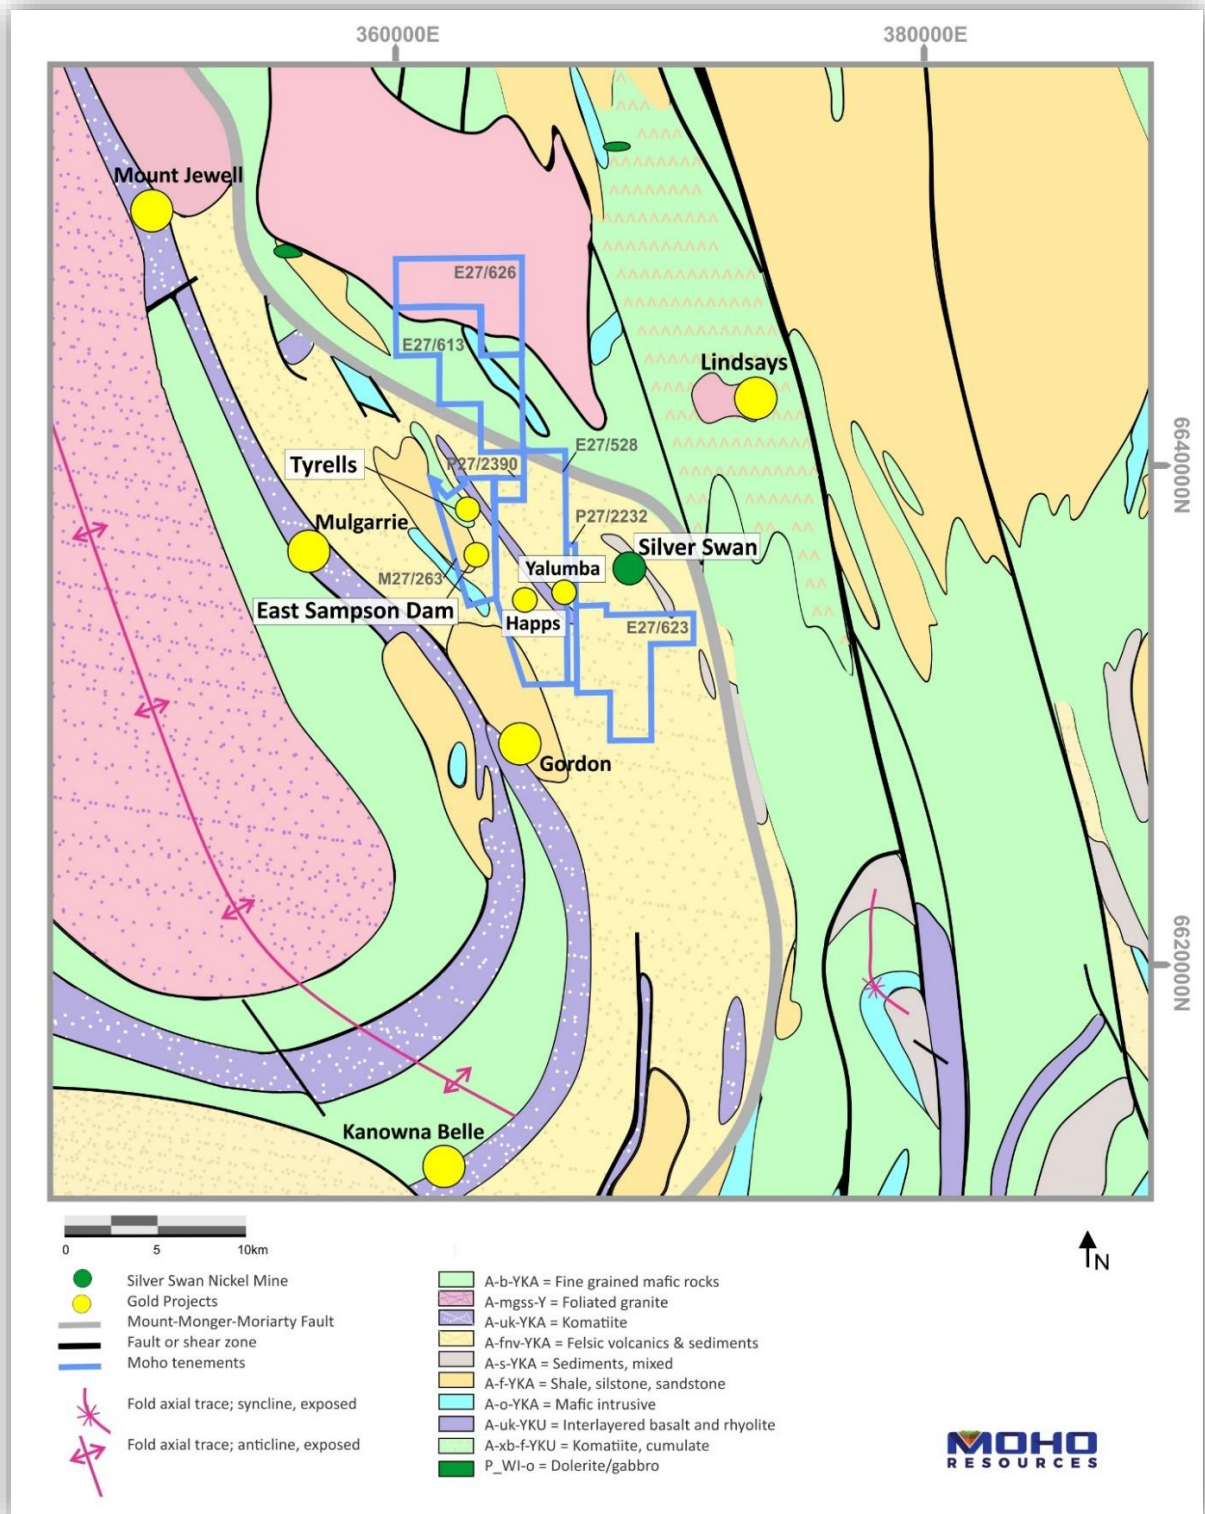 360000E
380000E
Mount Jewell
E27/626
E27/613
Lindsays
E27/528
6640000N
Tyrells
P27/2390
P27/2232
Mulgarrie
Silver Swan
Yalumba
M27/263
East Sampson Dam
Happs
E27/623
Gordon
6620000N
Kanowna Belle
0 5 10km
N
Silver Swan Nickel Mine
Gold Projects
Mount-Monger-Moriarty Fault
Fault or shear zone
Moho tenements
Fold axial trace; syncline, exposed
Fold axial trace; anticline, exposed
A-b-YKA = Fine grained mafic rocks
A-mgss-Y = Foliated granite
A-uk-YKA = Komatiite
A-fnv-YKA = Felsic volcanics & sediments
A-s-YKA = Sediments, mixed
A-f-YKA = Shale, silstone, sandstone
A-o-YKA = Mafic intrusive
A-uk-YKU = Interlayered basalt and rhyolite
A-xb-f-YKU = Komatiite, cumulate
P_WI-o = Dolerite/gabbro
MOHO
RESOURCES